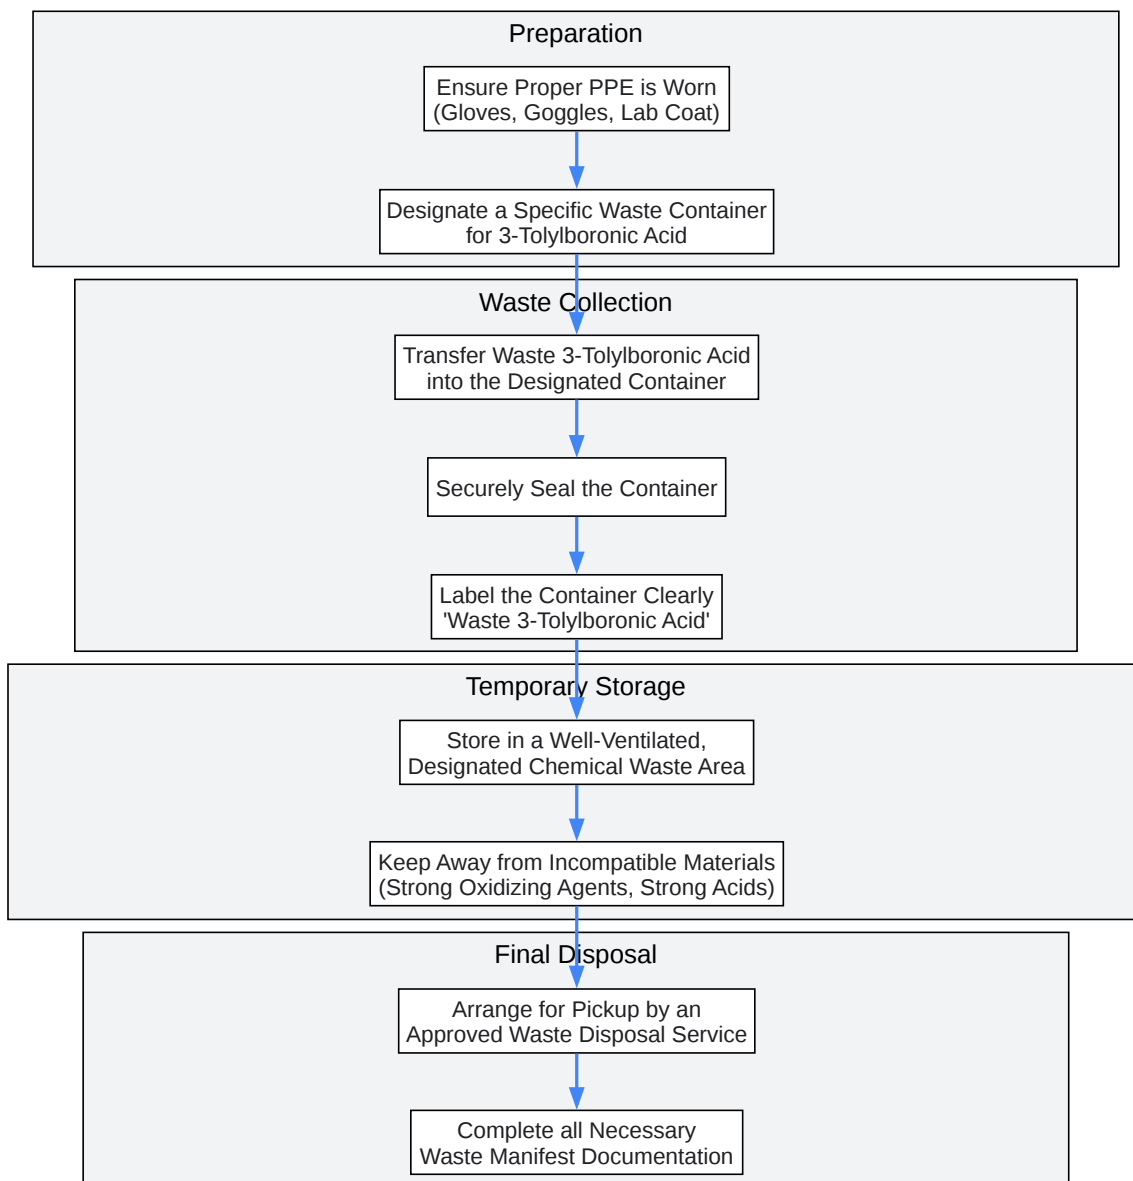 Preparation
Ensure Proper PPE is Worn
(Gloves, Goggles, Lab Coat)
Designate a Specific Waste Container
for 3-Tolylboronic Acid
Waste Collection
Transfer Waste 3-Tolylboronic Acid
into the Designated Container
Securely Seal the Container
Label the Container Clearly
'Waste 3-Tolylboronic Acid'
Temporary Storage
Store in a Well-Ventilated,
Designated Chemical Waste Area
Keep Away from Incompatible Materials
(Strong Oxidizing Agents, Strong Acids)
Final Disposal
Arrange for Pickup by an
Approved Waste Disposal Service
Complete all Necessary
Waste Manifest Documentation